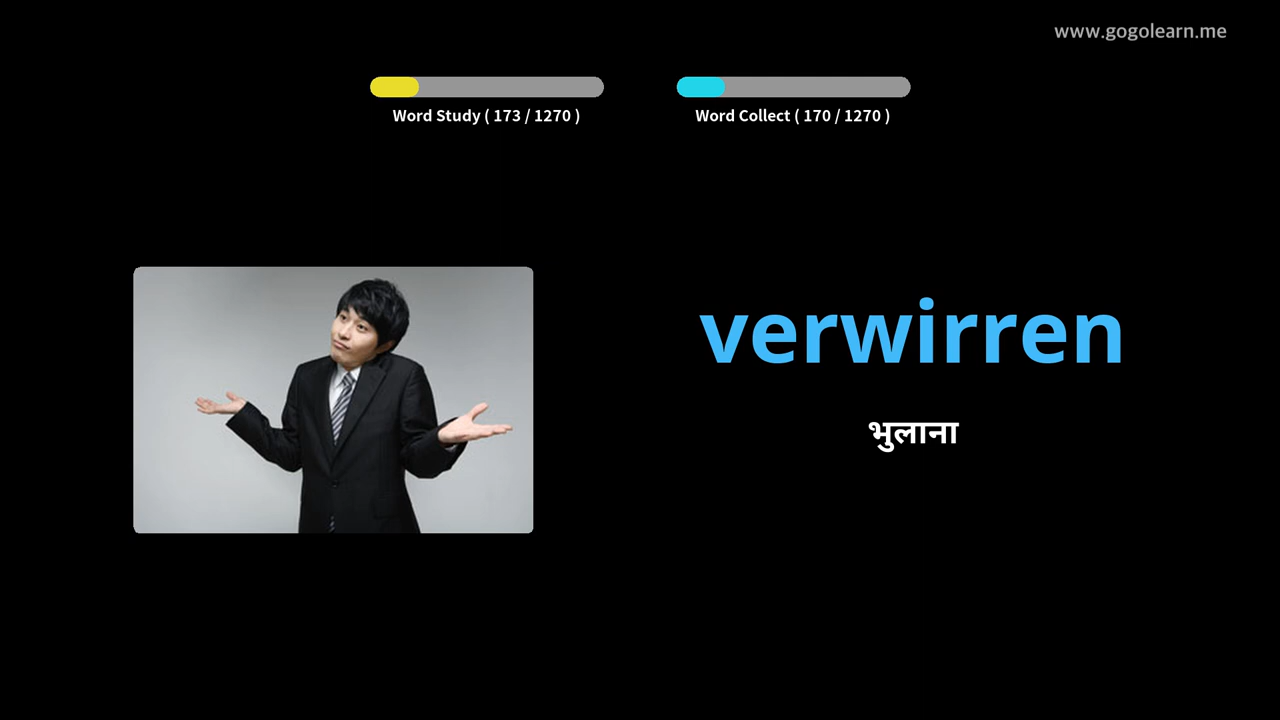 www.gogolearn.me
Word Study ( 173 / 1270 )
Word Collect ( 170 / 1270 )
verwirren
भुलाना